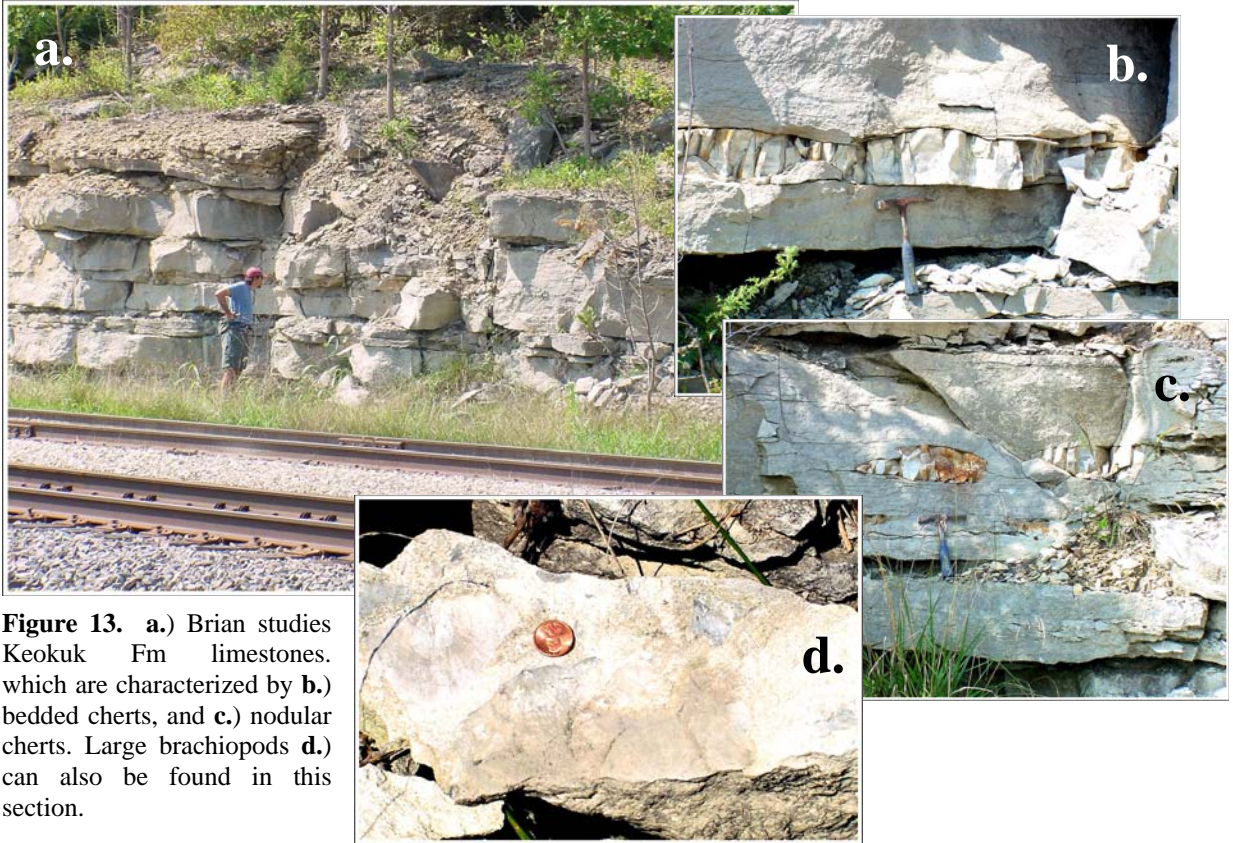 a.
b.
c.
d.
Figure 13. a.) Brian studies
Keokuk Fm limestones.
which are characterized by b.)
bedded cherts, and c.) nodular
cherts. Large brachiopods d.)
can also be found in this
section.